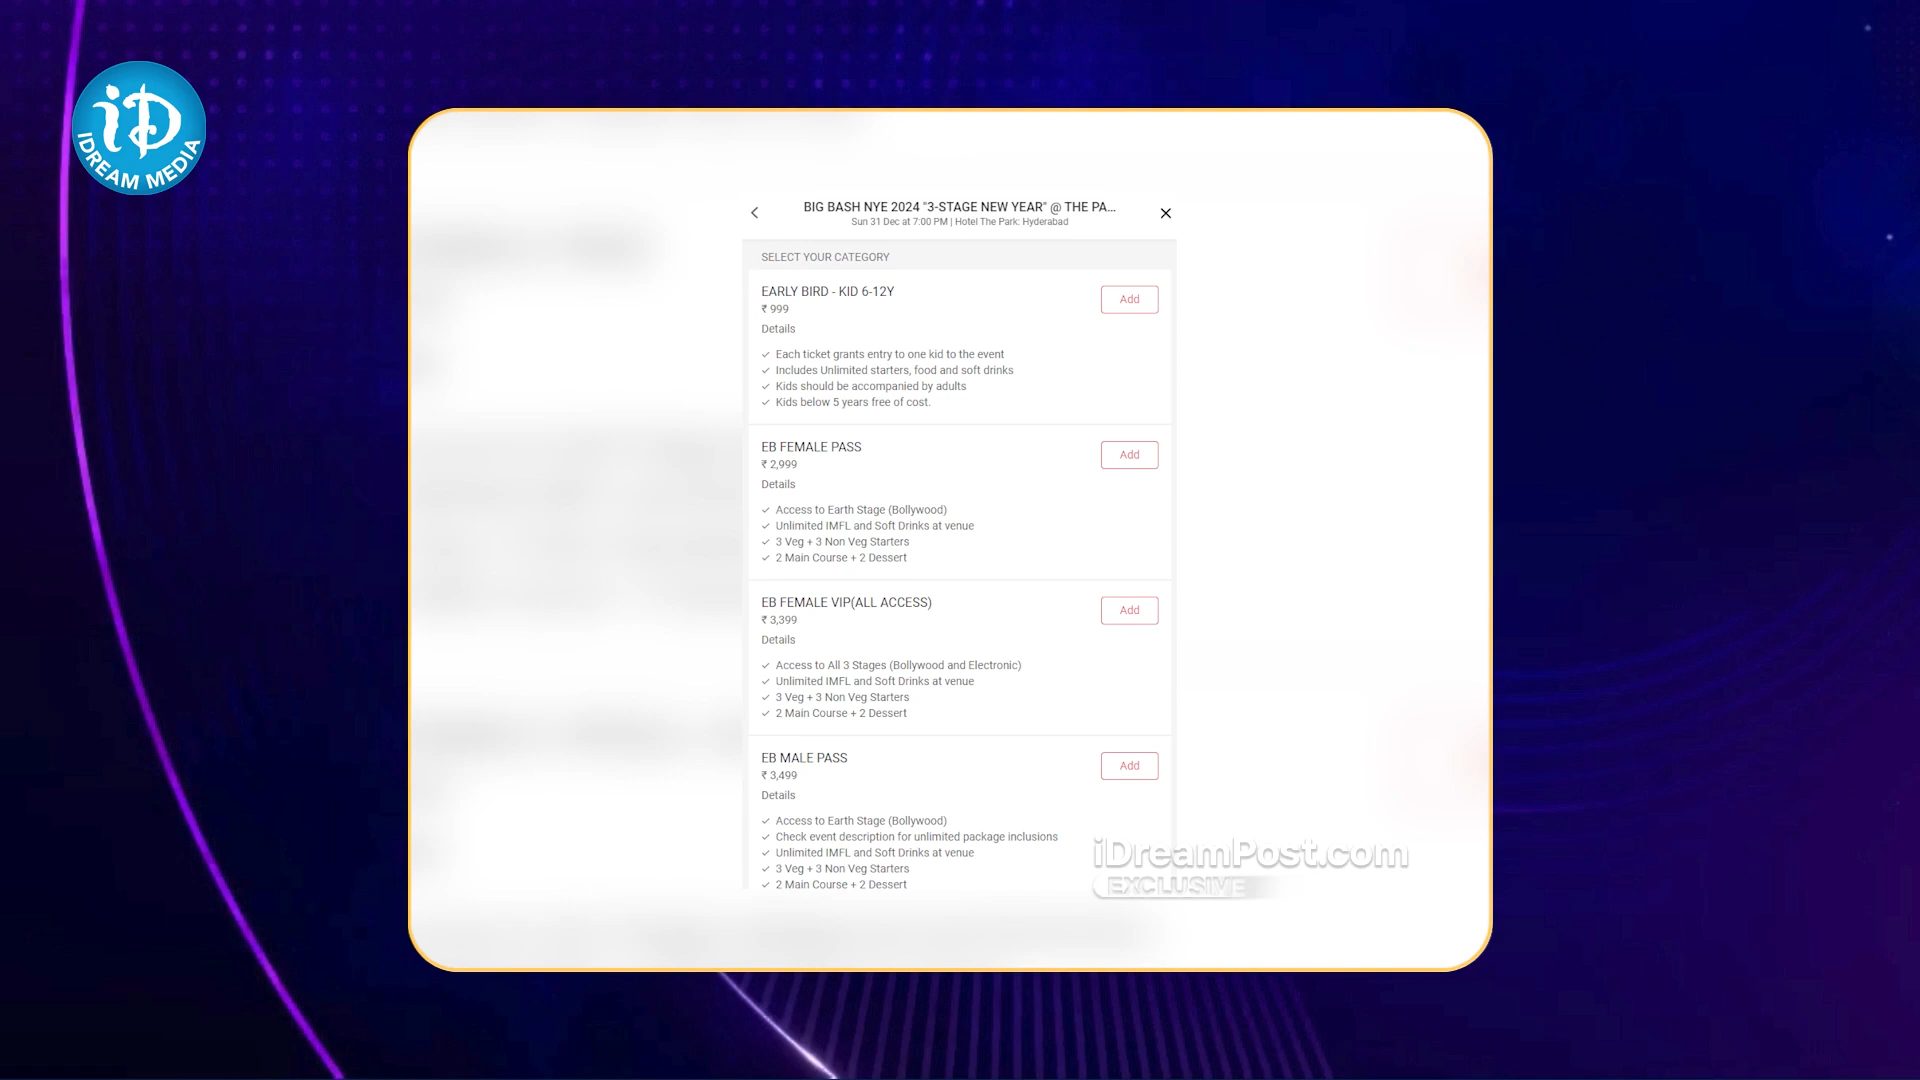 iD
IDREAM MEDIA
BIG BASH NYE 2024 "3-STAGE NEW YEAR" @ THE PA...
Sun 31 Dec at 7:00 PM | Hotel The Park: Hyderabad
SELECT YOUR CATEGORY
EARLY BIRD - KID 6-12Y
Add
₹ 999
Details
✓ Each ticket grants entry to one kid to the event
✓ Includes Unlimited starters, food and soft drinks
✓ Kids should be accompanied by adults
✓ Kids below 5 years free of cost.
EB FEMALE PASS
Add
₹ 2,999
Details
✓ Access to Earth Stage (Bollywood)
✓ Unlimited IMFL and Soft Drinks at venue
✓ 3 Veg + 3 Non Veg Starters
✓ 2 Main Course + 2 Dessert
EB FEMALE VIP(ALL ACCESS)
Add
₹ 3,399
Details
✓ Access to All 3 Stages (Bollywood and Electronic)
✓ Unlimited IMFL and Soft Drinks at venue
✓ 3 Veg + 3 Non Veg Starters
✓ 2 Main Course + 2 Dessert
EB MALE PASS
Add
₹ 3,499
Details
✓ Access to Earth Stage (Bollywood)
✓ Check event description for unlimited package inclusions
✓ Unlimited IMFL and Soft Drinks at venue
✓ 3 Veg + 3 Non Veg Starters
✓ 2 Main Course + 2 Dessert
iDreamPost.com
EXCLUSIVE